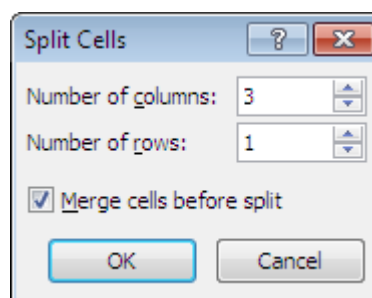 Split Cells
Number of columns: 3
Number of rows: 1
Merge cells before split
OK Cancel